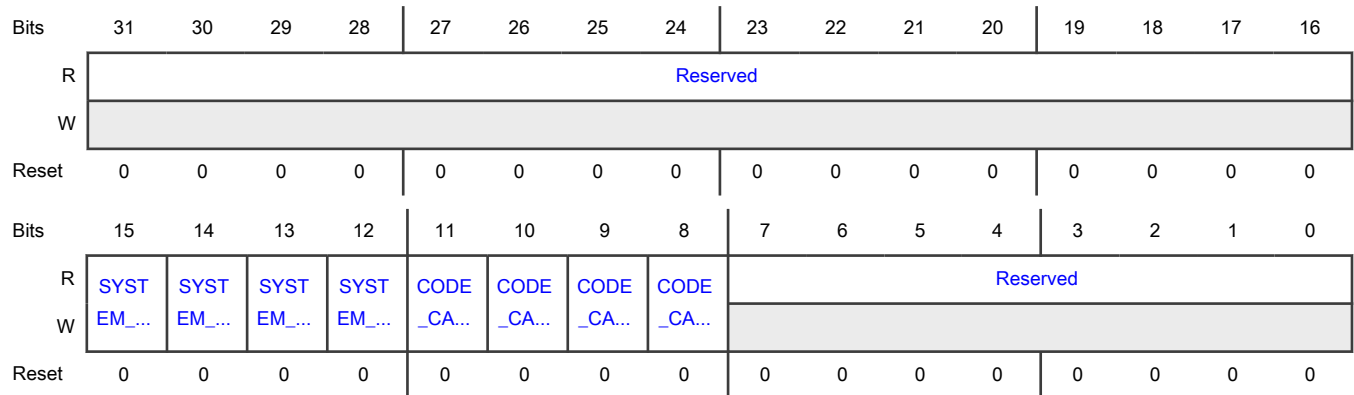 Bits 31 30 29 28 27 26 25 24 23 22 21 20 19 18 17 16
R Reserved
W
Reset 0 0 0 0 0 0 0 0 0 0 0 0 0 0 0 0
Bits 15 14 13 12 11 10 9 8 7 6 5 4 3 2 1 0
R SYST SYST SYST SYST CODE CODE CODE CODE Reserved
W EM_... EM_... EM_... EM_... _CA... _CA... _CA... _CA...
Reset 0 0 0 0 0 0 0 0 0 0 0 0 0 0 0 0